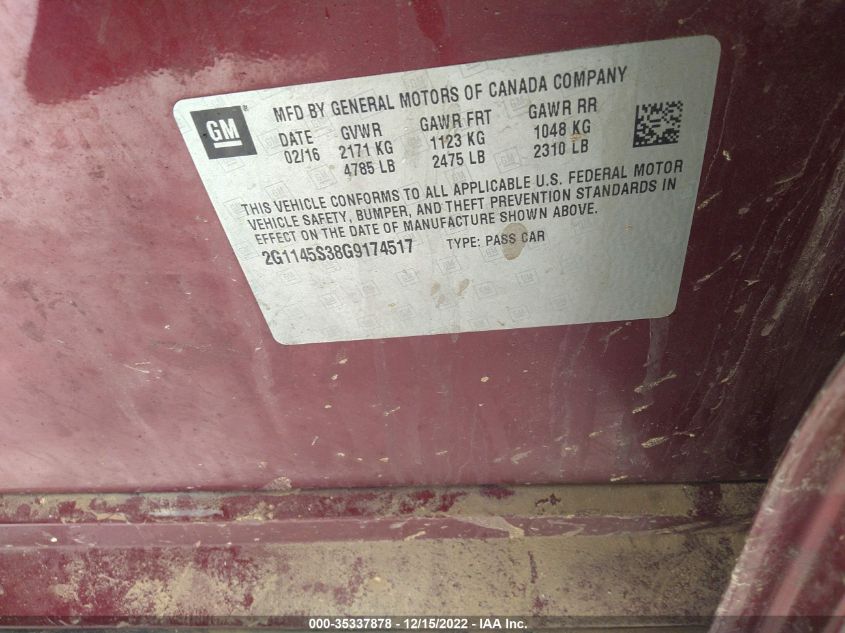 GM
MFD BY GENERAL MOTORS OF CANADA COMPANY
DATE GVWR GAWR FRT GAWR RR
02/16 2171 KG 1123 KG 1048 KG
4785 LB 2475 LB 2310 LB
THIS VEHICLE CONFORMS TO ALL APPLICABLE U.S. FEDERAL MOTOR
VEHICLE SAFETY, BUMPER, AND THEFT PREVENTION STANDARDS IN
EFFECT ON THE DATE OF MANUFACTURE SHOWN ABOVE.
2G1145S38G9174517 TYPE: PASS CAR
000-35337878 - 12/15/2022 - IAA Inc.